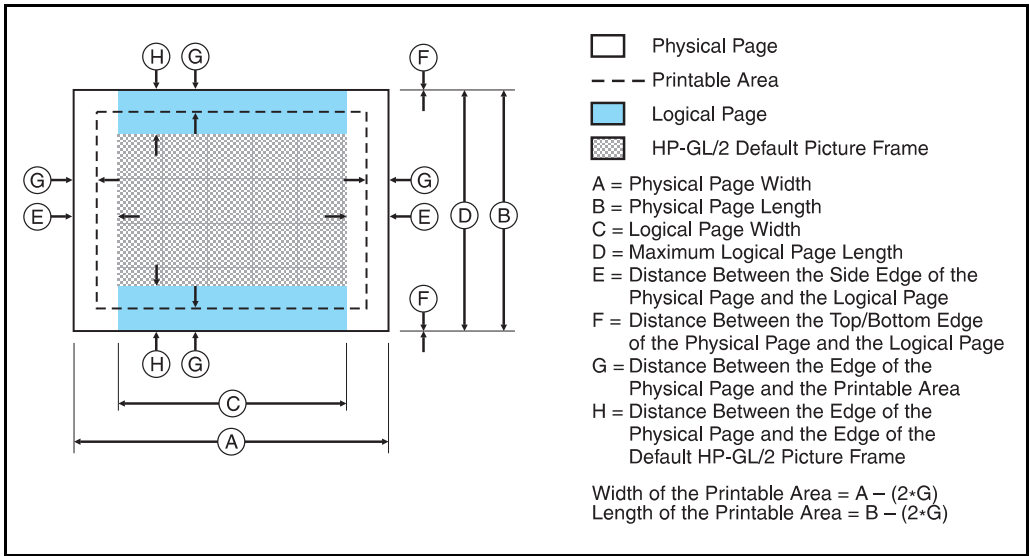 H
G
F
G
E
G
E
D
B
F
H
G
C
A
Physical Page
Printable Area
Logical Page
HP-GL/2 Default Picture Frame
A = Physical Page Width
B = Physical Page Length
C = Logical Page Width
D = Maximum Logical Page Length
E = Distance Between the Side Edge of the
Physical Page and the Logical Page
F = Distance Between the Top/Bottom Edge
of the Physical Page and the Logical Page
G = Distance Between the Edge of the
Physical Page and the Printable Area
H = Distance Between the Edge of the
Physical Page and the Edge of the
Default HP-GL/2 Picture Frame
Width of the Printable Area = A – (2*G)
Length of the Printable Area = B – (2*G)